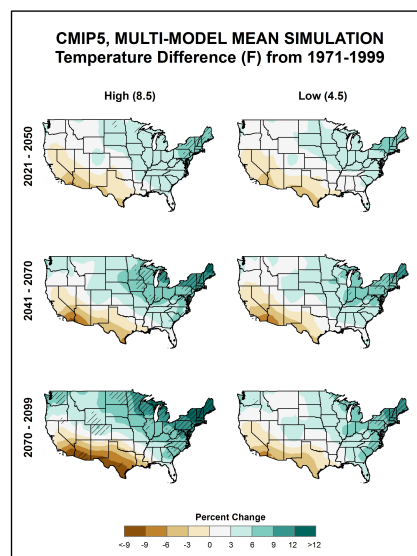 CMIP5, MULTI-MODEL MEAN SIMULATION
Temperature Difference (F) from 1971-1999
High (8.5)
Low (4.5)
2021 - 2050
2041 - 2070
2070 - 2099
Percent Change
<-9 -9 -6 -3 0 3 6 9 12 >12